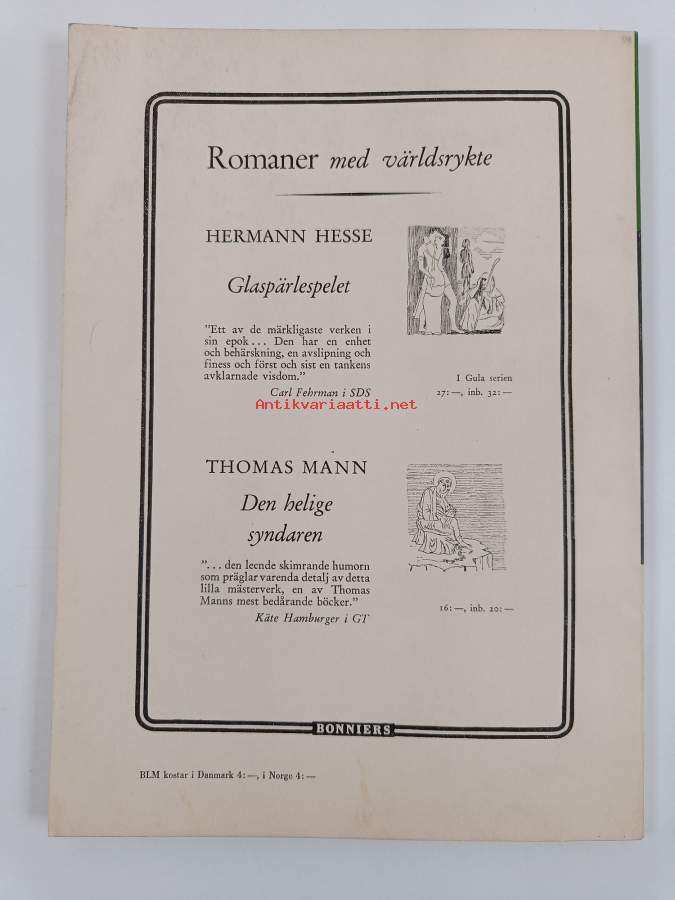 Romaner med världsrykte
HERMANN HESSE
Glaspärlespelet
"Ett av de märkligaste verken i
sin epok... Den har en enhet
och behärskning, en avslipning och
finess och först och sist en tankens
avklarnade visdom."
Carl Fehrman i SDS
I Gula serien
27: —, inb. 32: —
Antikvariaatti.net
THOMAS MANN
Den helige
syndaren
"... den leende skimrande humorn
som präglar varenda detalj av detta
lilla mästerverk, en av Thomas
Manns mest bedårande böcker."
Käte Hamburger i GT
16: —, inb. 20: —
BONNIERS
BLM kostar i Danmark 4: —, i Norge 4: —